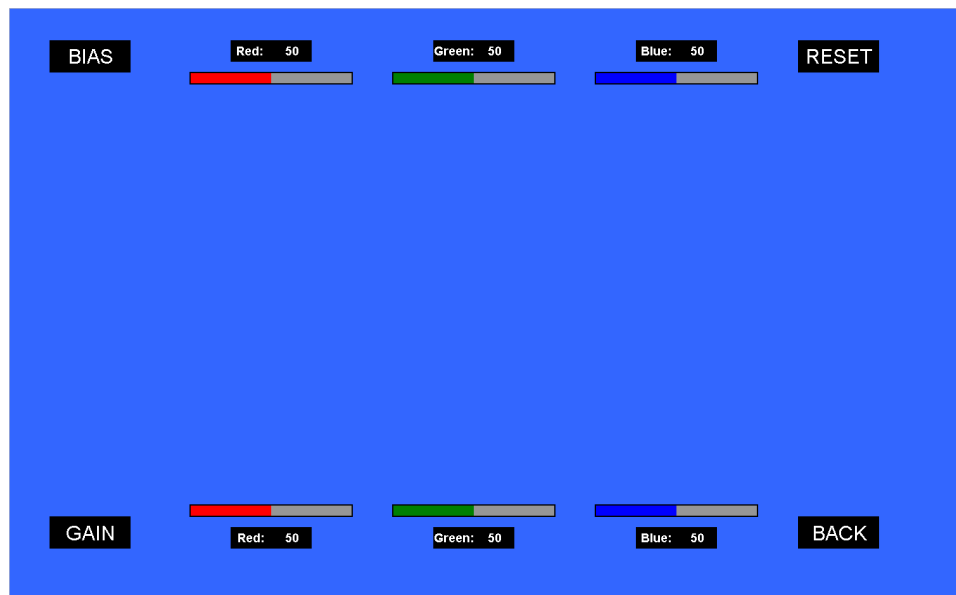 BIAS
Red: 50
Green: 50
Blue: 50
RESET
GAIN
Red: 50
Green: 50
Blue: 50
BACK